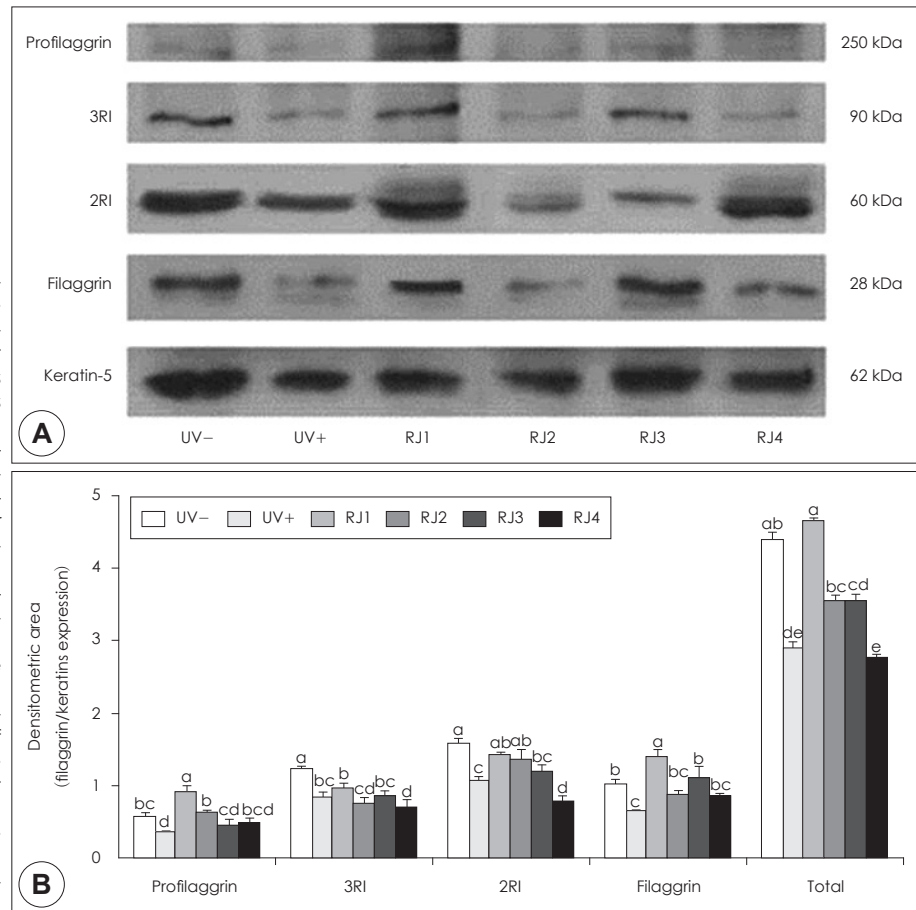 Profilaggrin 250 kDa
3RI 90 kDa
2RI 60 kDa
Filaggrin 28 kDa
Keratin-5 62 kDa
A UV− UV+ RJ1 RJ2 RJ3 RJ4
Densitometric area
(filaggrin/keratins expression)
5
4
3
2
1
0
UV− UV+ RJ1 RJ2 RJ3 RJ4
bc d a b cd bcd
a bc b cd bc d
a c ab ab bc d
b c a bc b bc
ab de a bc cd e
Profilaggrin 3RI 2RI Filaggrin Total
B